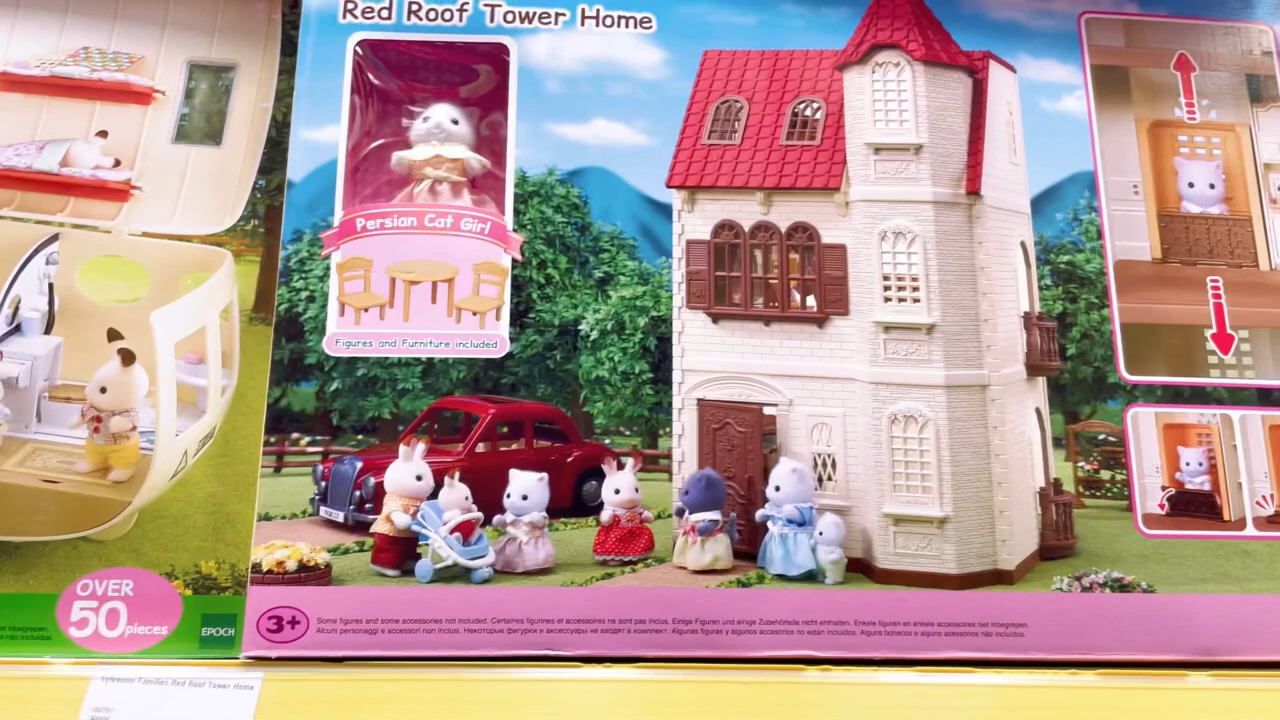 Red Roof Tower Home
Persian Cat Girl
Figures and Furniture included
OVER
50 pieces
EPOCH
3+
Some figures and some accessories not included. Certaines figurines et accessoires ne sont pas inclus. Einige Figuren und einige Zubehörteile nicht enthalten. Enkele figuren en enkele accessoires niet inbegrepen.
Alcuni personaggi e accessori non inclusi. Некоторые фигурки и аксессуары не входят в комплект. Algunas figuras y algunos accesorios no están incluidos. Alguns bonecos e alguns acessórios não incluídos.
Sylvanian Families Red Roof Tower Home